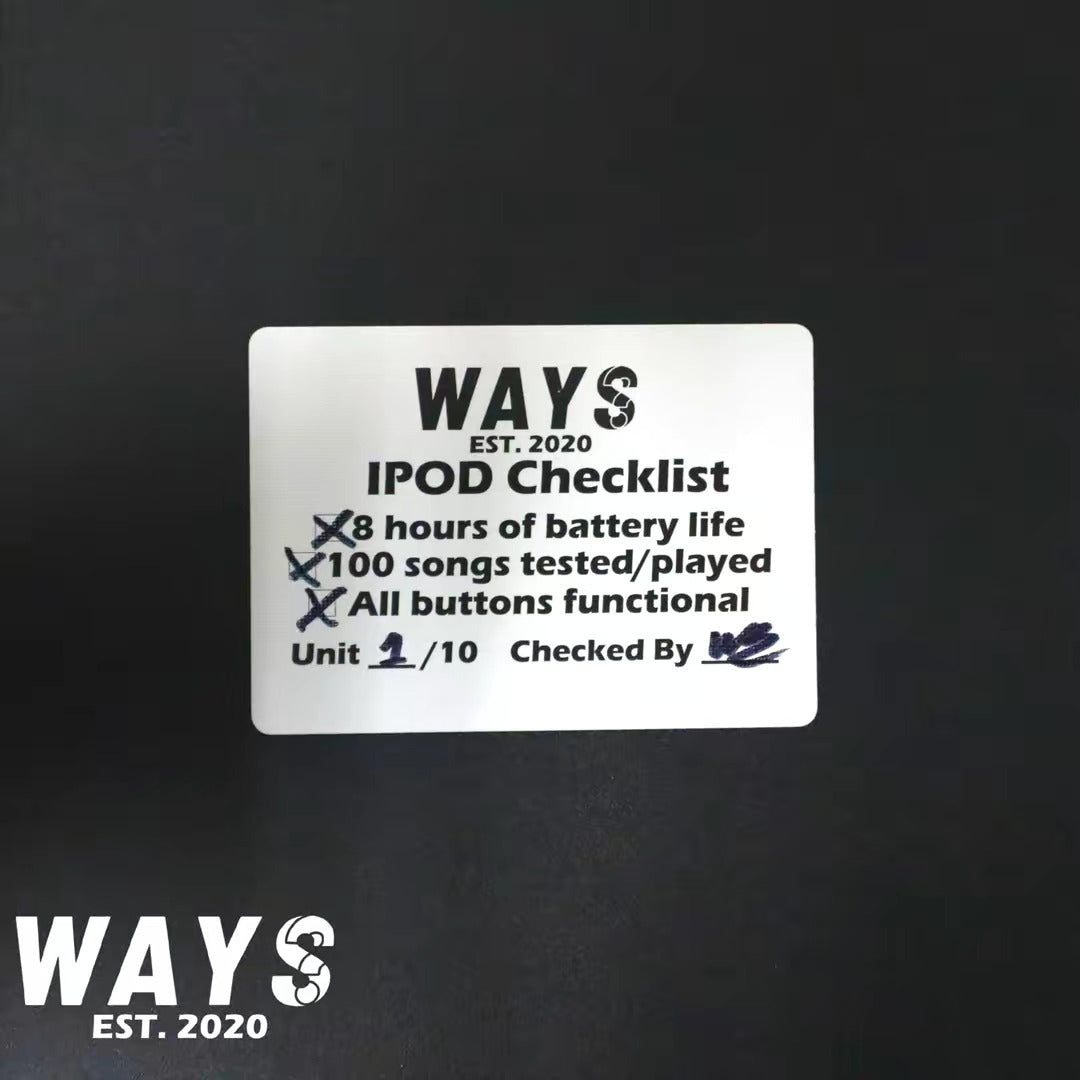 WAYS
EST. 2020
IPOD Checklist
8 hours of battery life
100 songs tested/played
All buttons functional
Unit 1/10 Checked By
WAYS
EST. 2020